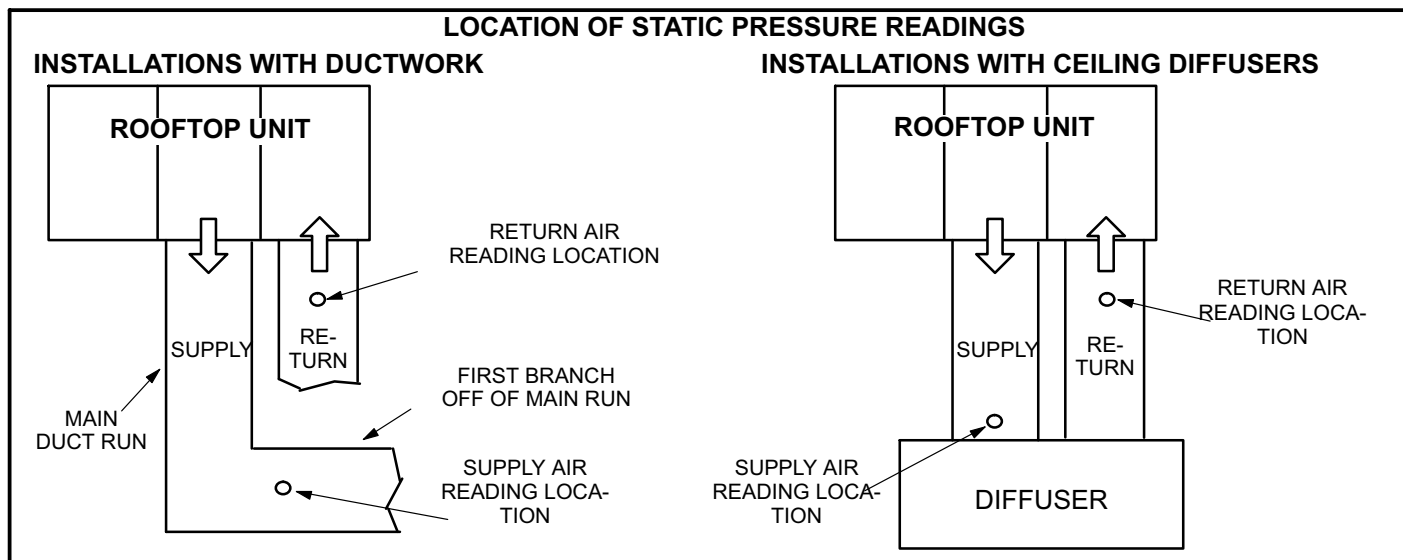 LOCATION OF STATIC PRESSURE READINGS
INSTALLATIONS WITH DUCTWORK
ROOFTOP UNIT
RETURN AIR
READING LOCATION
SUPPLY
RE-
TURN
FIRST BRANCH
OFF OF MAIN RUN
MAIN
DUCT RUN
SUPPLY AIR
READING LOCA-
TION
INSTALLATIONS WITH CEILING DIFFUSERS
ROOFTOP UNIT
RETURN AIR
READING LOCA-
TION
SUPPLY
RE-
TURN
SUPPLY AIR
READING LOCA-
TION
DIFFUSER